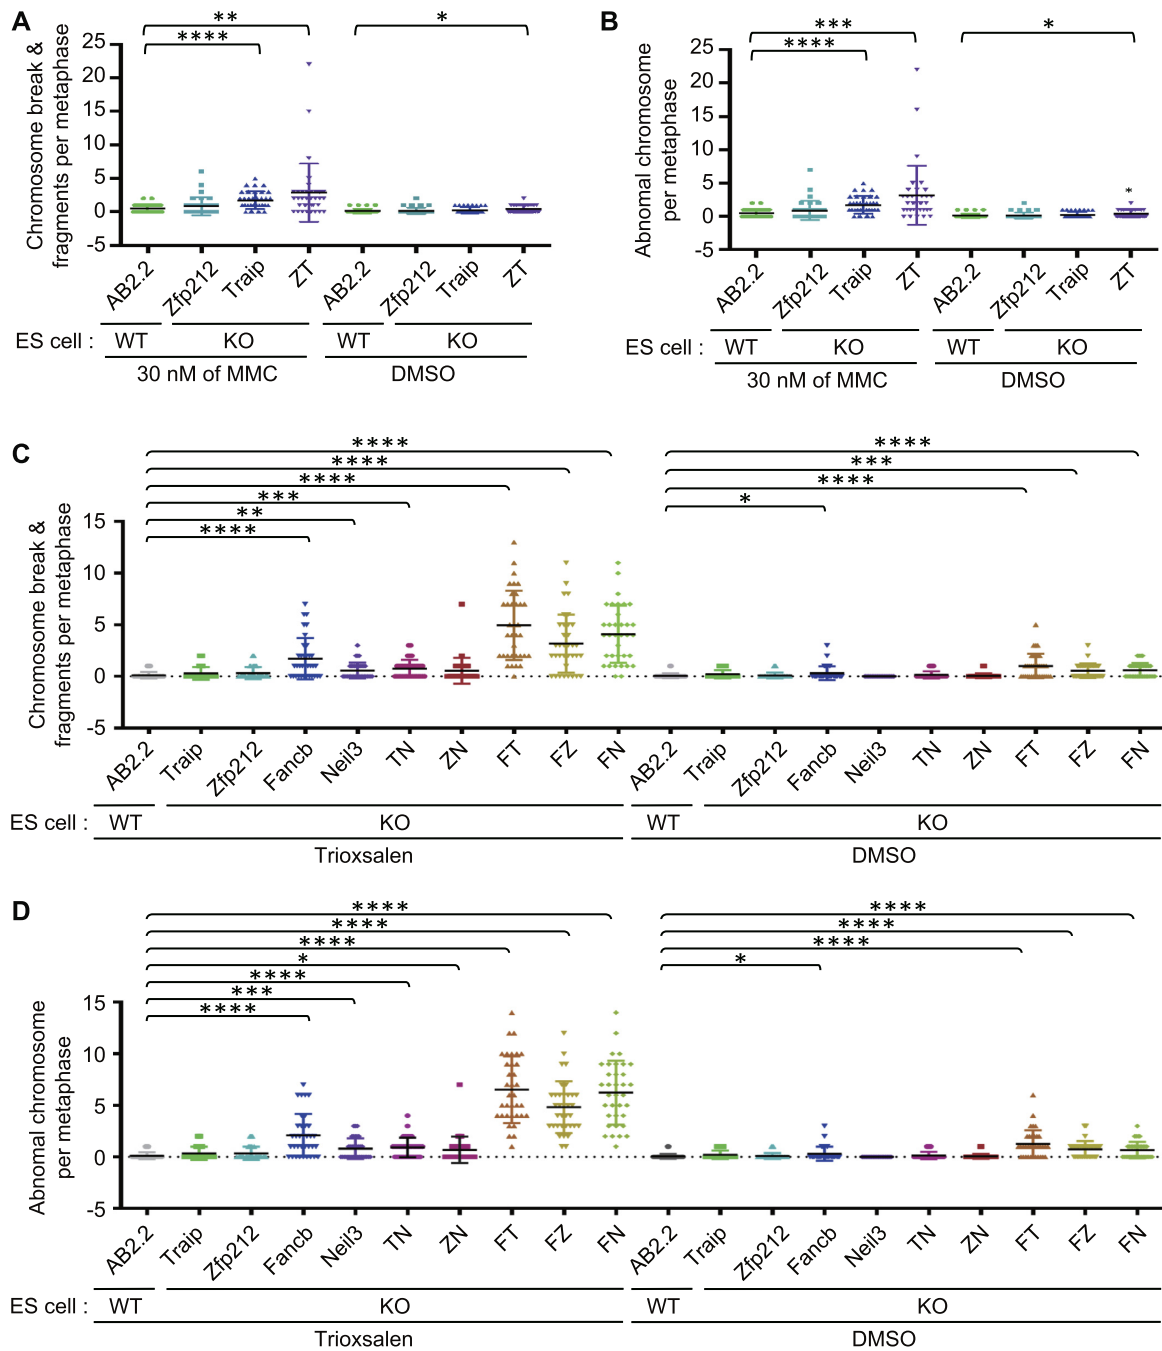 A
** *
****
Chromosome break &
fragments per metaphase
25
20
15
10
5
0
-5
AB2.2 Zfp212 Traip ZT AB2.2 Zfp212 Traip ZT
ES cell : WT KO WT KO
30 nM of MMC DMSO
B
*** *
****
Abnomal chromosome
per metaphase
25
20
15
10
5
0
-5
*
AB2.2 Zfp212 Traip ZT AB2.2 Zfp212 Traip ZT
ES cell : WT KO WT KO
30 nM of MMC DMSO
C
**** ****
**** ***
**** ****
*** *
**
****
Chromosome break &
fragments per metaphase
15
10
5
0
-5
AB2.2 Traip Zfp212 Fancb Neil3 TN ZN FT FZ FN AB2.2 Traip Zfp212 Fancb Neil3 TN ZN FT FZ FN
ES cell : WT KO WT KO
Trioxsalen DMSO
D
**** ****
**** ****
**** ****
* *
****
***
****
Abnomal chromosome
per metaphase
15
10
5
0
-5
AB2.2 Traip Zfp212 Fancb Neil3 TN ZN FT FZ FN AB2.2 Traip Zfp212 Fancb Neil3 TN ZN FT FZ FN
ES cell : WT KO WT KO
Trioxsalen DMSO